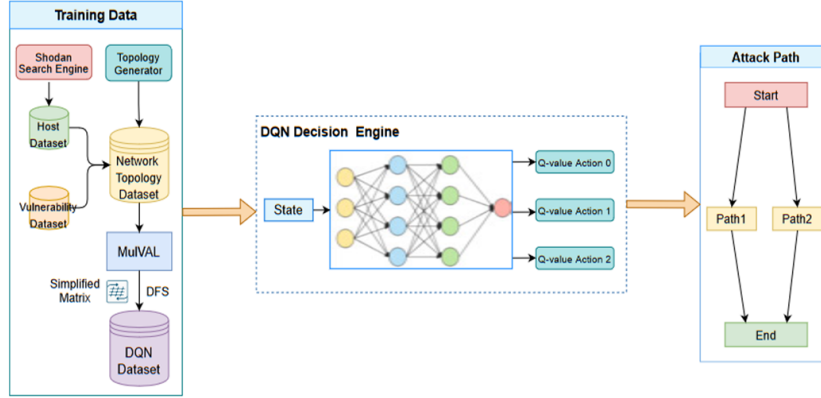 Training Data
Shodan
Search Engine
Topology
Generator
Host
Dataset
Network
Topology
Dataset
Vulnerability
Dataset
MulVAL
Simplified
Matrix
DFS
DQN
Dataset
DQN Decision Engine
State
Q-value Action 0
Q-value Action 1
Q-value Action 2
Attack Path
Start
Path1
Path2
End